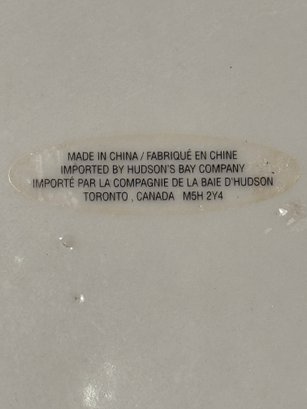 MADE IN CHINA / FABRIQUÉ EN CHINE
IMPORTED BY HUDSON'S BAY COMPANY
IMPORTÉ PAR LA COMPAGNIE DE LA BAIE D'HUDSON
TORONTO , CANADA M5H 2Y4